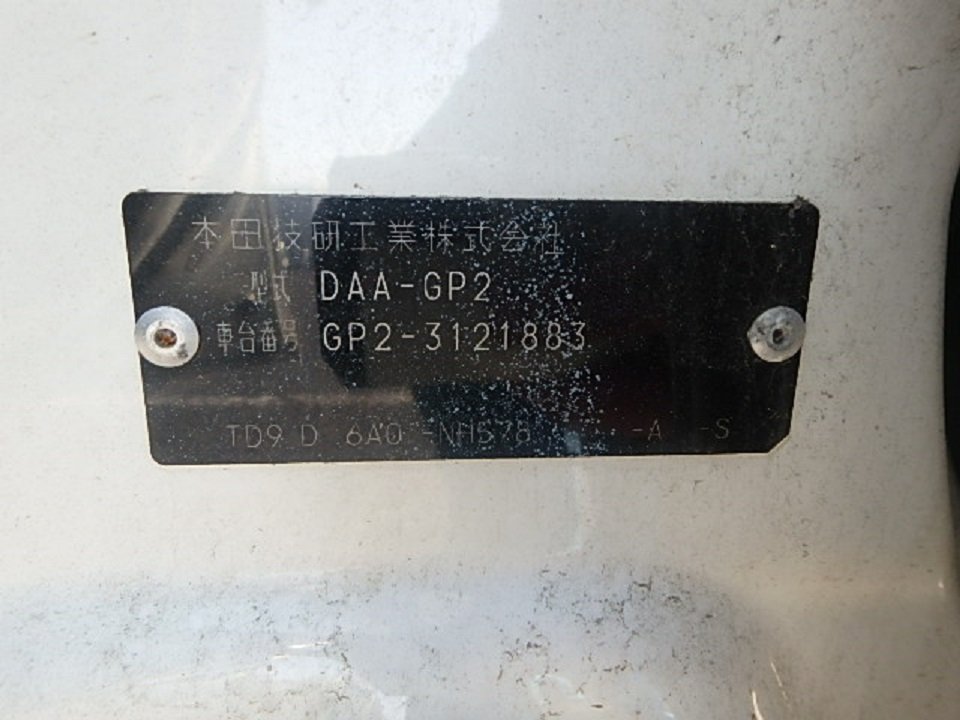 本田技研工業株式会社
型式 DAA-GP2
車台番号 GP2-3121883
TD9 D 6A0 -NH578 -A -S